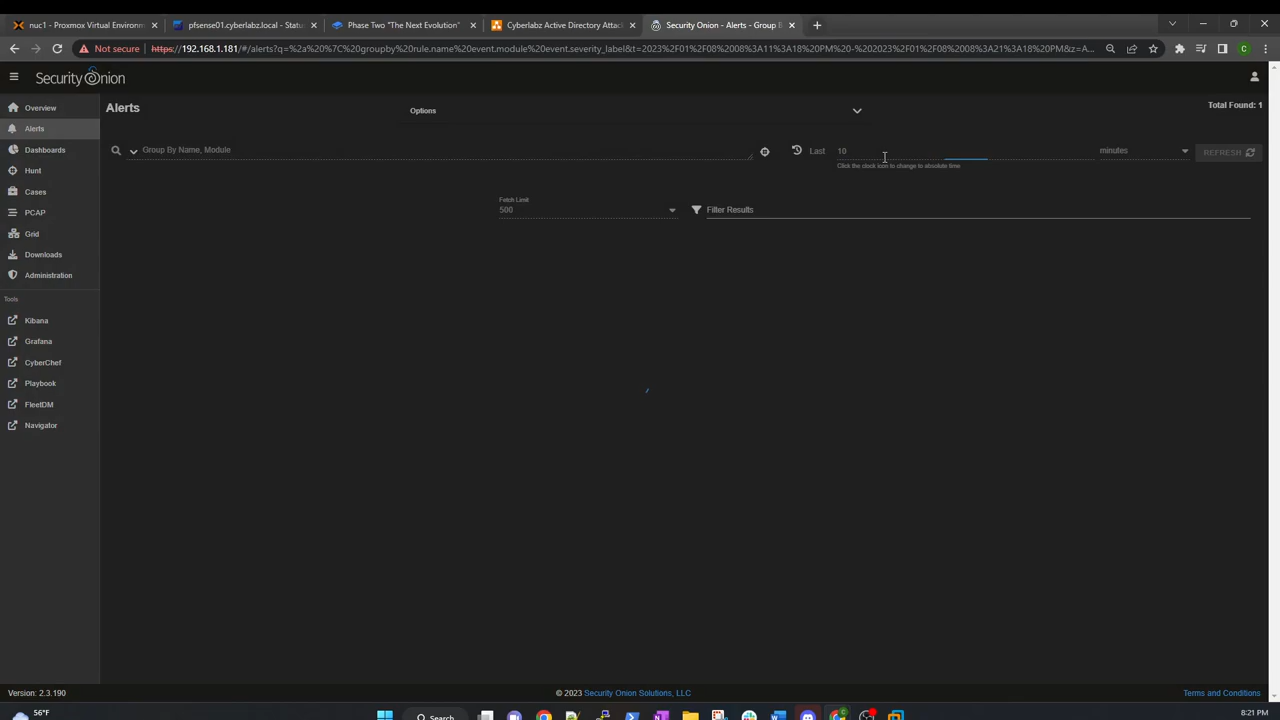 nuc1 - Proxmox Virtual Environm
pfsense01.cyberlabz.local - Statu
Phase Two "The Next Evolution"
Cyberlabz Active Directory Attack
Security Onion - Alerts - Group B
Not secure
https://192.168.1.181/#/alerts?q=%2a%20%7C%20groupby%20rule.name%20event.module%20event.severity_label&t=2023%2F01%2F08%2008%3A11%3A18%20PM%20-%202023%2F01%2F08%2008%3A21%3A18%20PM&z=A...
C
Security Onion
Overview
Alerts
Dashboards
Hunt
Cases
PCAP
Grid
Downloads
Administration
Tools
Kibana
Grafana
CyberChef
Playbook
FleetDM
Navigator
Alerts
Options
Total Found: 1
Group By Name, Module
Last
10
minutes
REFRESH
Click the clock icon to change to absolute time
Fetch Limit
500
Filter Results
Version: 2.3.190
© 2023 Security Onion Solutions, LLC
Terms and Conditions
56°F
Search
8:21 PM